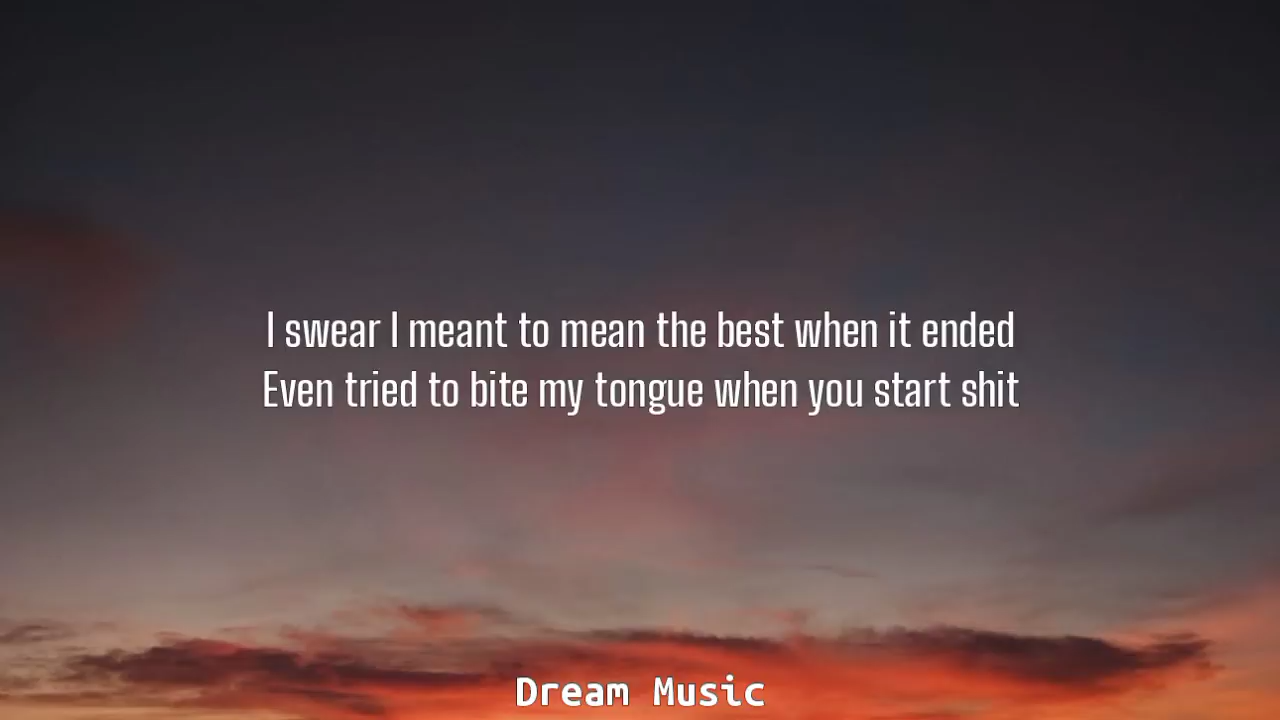 I swear I meant to mean the best when it ended
Even tried to bite my tongue when you start shit
Dream Music